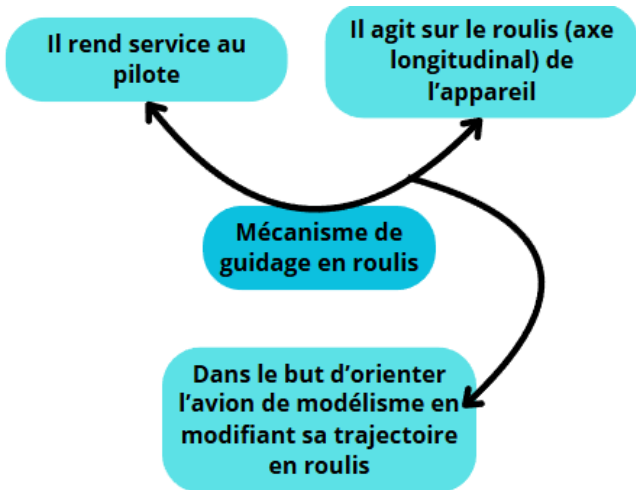 Il rend service au
pilote
Il agit sur le roulis (axe
longitudinal) de
l’appareil
Mécanisme de
guidage en roulis
Dans le but d’orienter
l’avion de modélisme en
modifiant sa trajectoire
en roulis